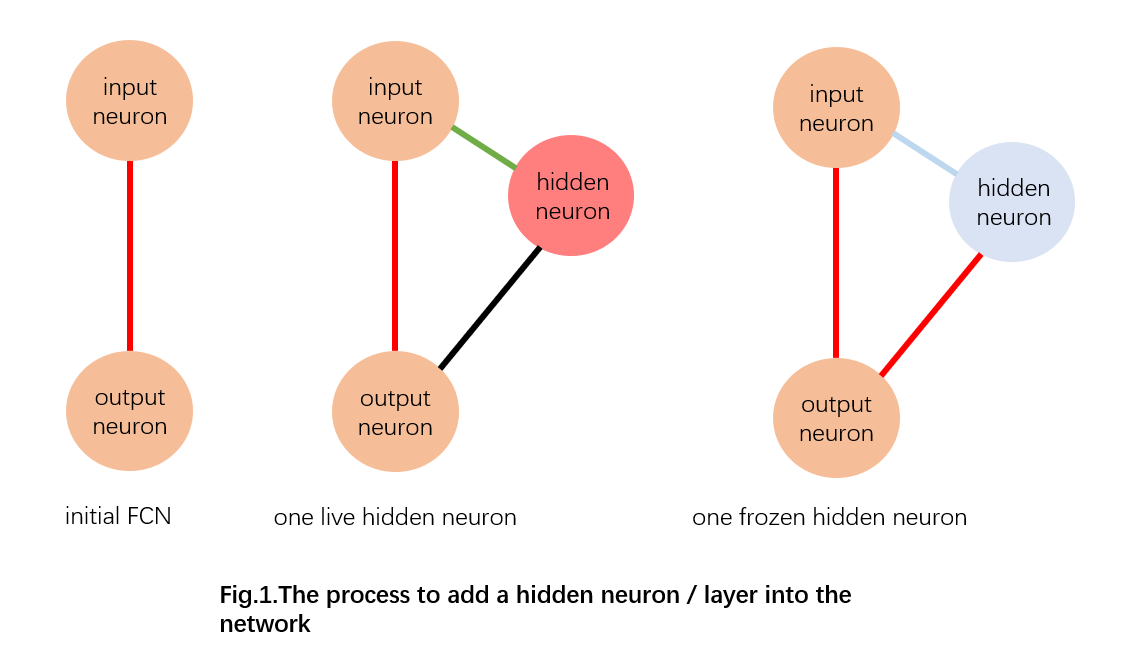 input
neuron
output
neuron
initial FCN
input
neuron
hidden
neuron
output
neuron
one live hidden neuron
input
neuron
hidden
neuron
output
neuron
one frozen hidden neuron
Fig.1.The process to add a hidden neuron / layer into the
network